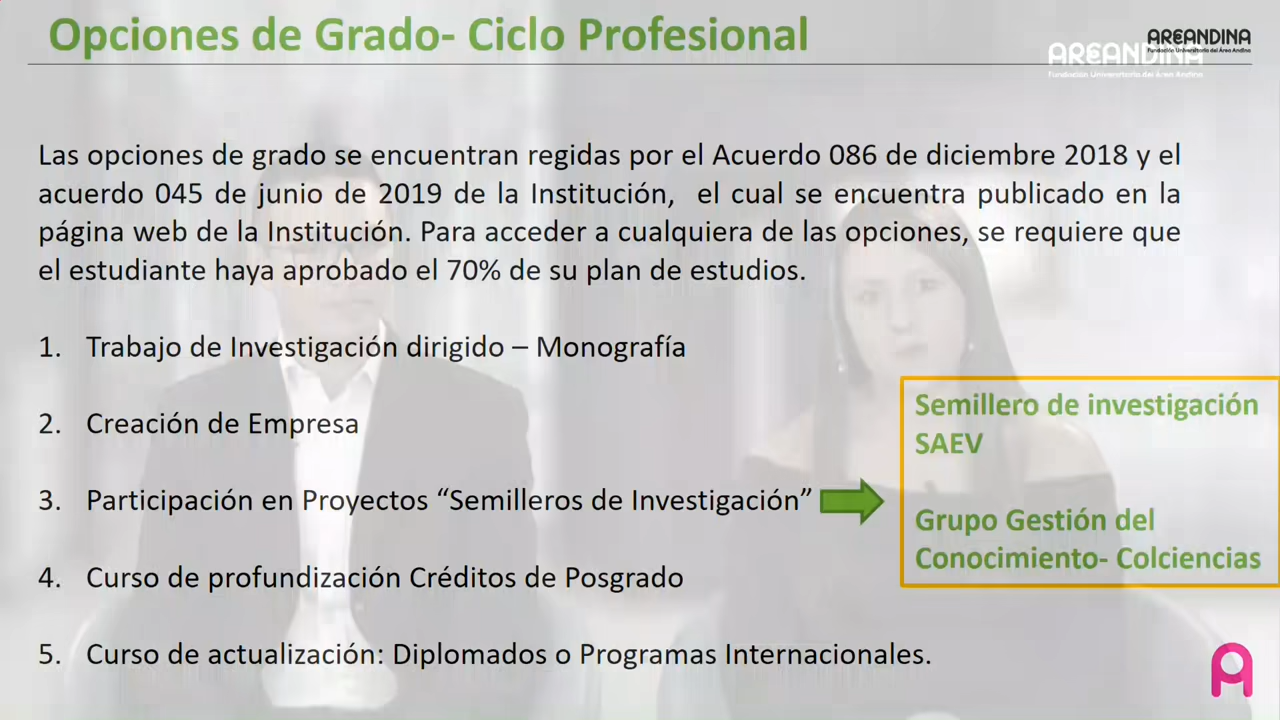 Opciones de Grado- Ciclo Profesional
AREANDINA
Fundación Universitaria del Área Andina
AREANDINA
Fundación Universitaria del Área Andina
Las opciones de grado se encuentran regidas por el Acuerdo 086 de diciembre 2018 y el
acuerdo 045 de junio de 2019 de la Institución, el cual se encuentra publicado en la
página web de la Institución. Para acceder a cualquiera de las opciones, se requiere que
el estudiante haya aprobado el 70% de su plan de estudios.
1. Trabajo de Investigación dirigido – Monografía
2. Creación de Empresa
3. Participación en Proyectos “Semilleros de Investigación”
Semillero de investigación
SAEV
Grupo Gestión del
Conocimiento- Colciencias
4. Curso de profundización Créditos de Posgrado
5. Curso de actualización: Diplomados o Programas Internacionales.